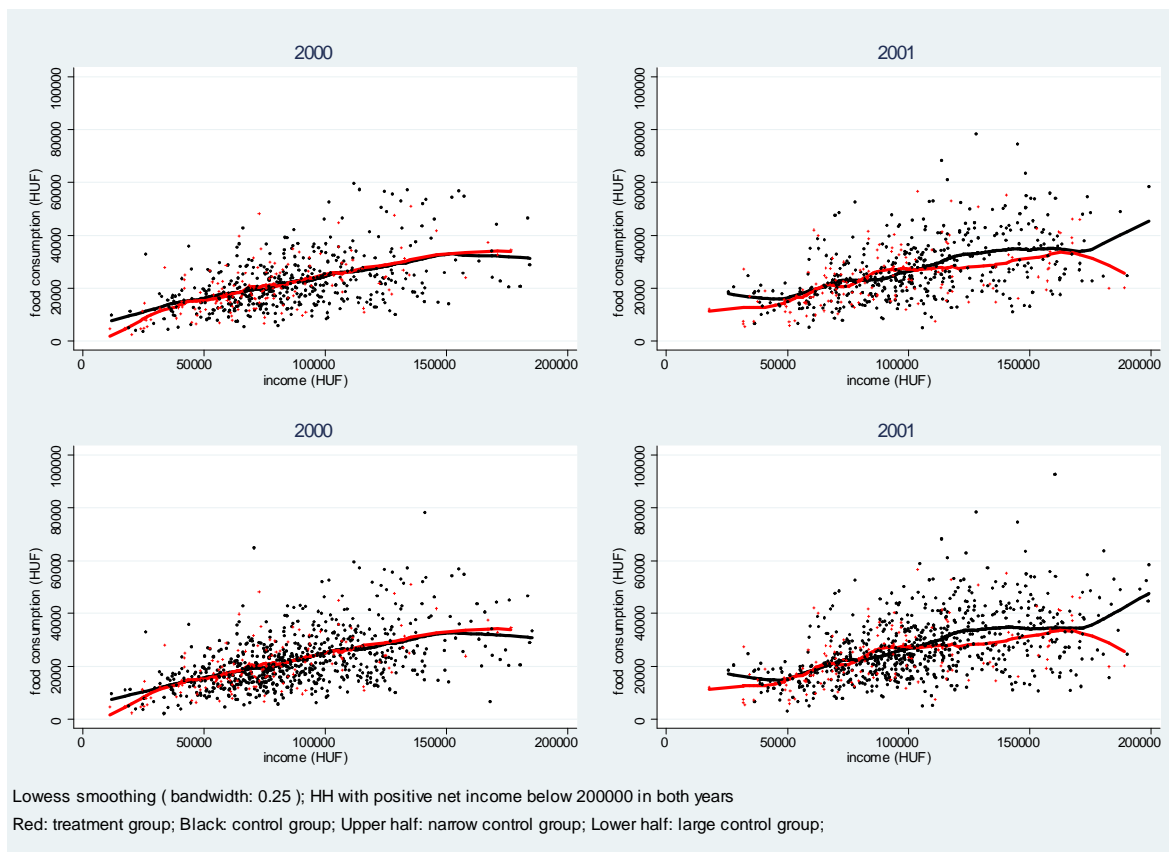 2000
2001
food consumption (HUF)
100000
80000
60000
40000
20000
0
0 50000 100000 150000 200000
income (HUF)
food consumption (HUF)
100000
80000
60000
40000
20000
0
0 50000 100000 150000 200000
income (HUF)
2000
2001
food consumption (HUF)
100000
80000
60000
40000
20000
0
0 50000 100000 150000 200000
income (HUF)
food consumption (HUF)
100000
80000
60000
40000
20000
0
0 50000 100000 150000 200000
income (HUF)
Lowess smoothing ( bandwidth: 0.25 ); HH with positive net income below 200000 in both years
Red: treatment group; Black: control group; Upper half: narrow control group; Lower half: large control group;